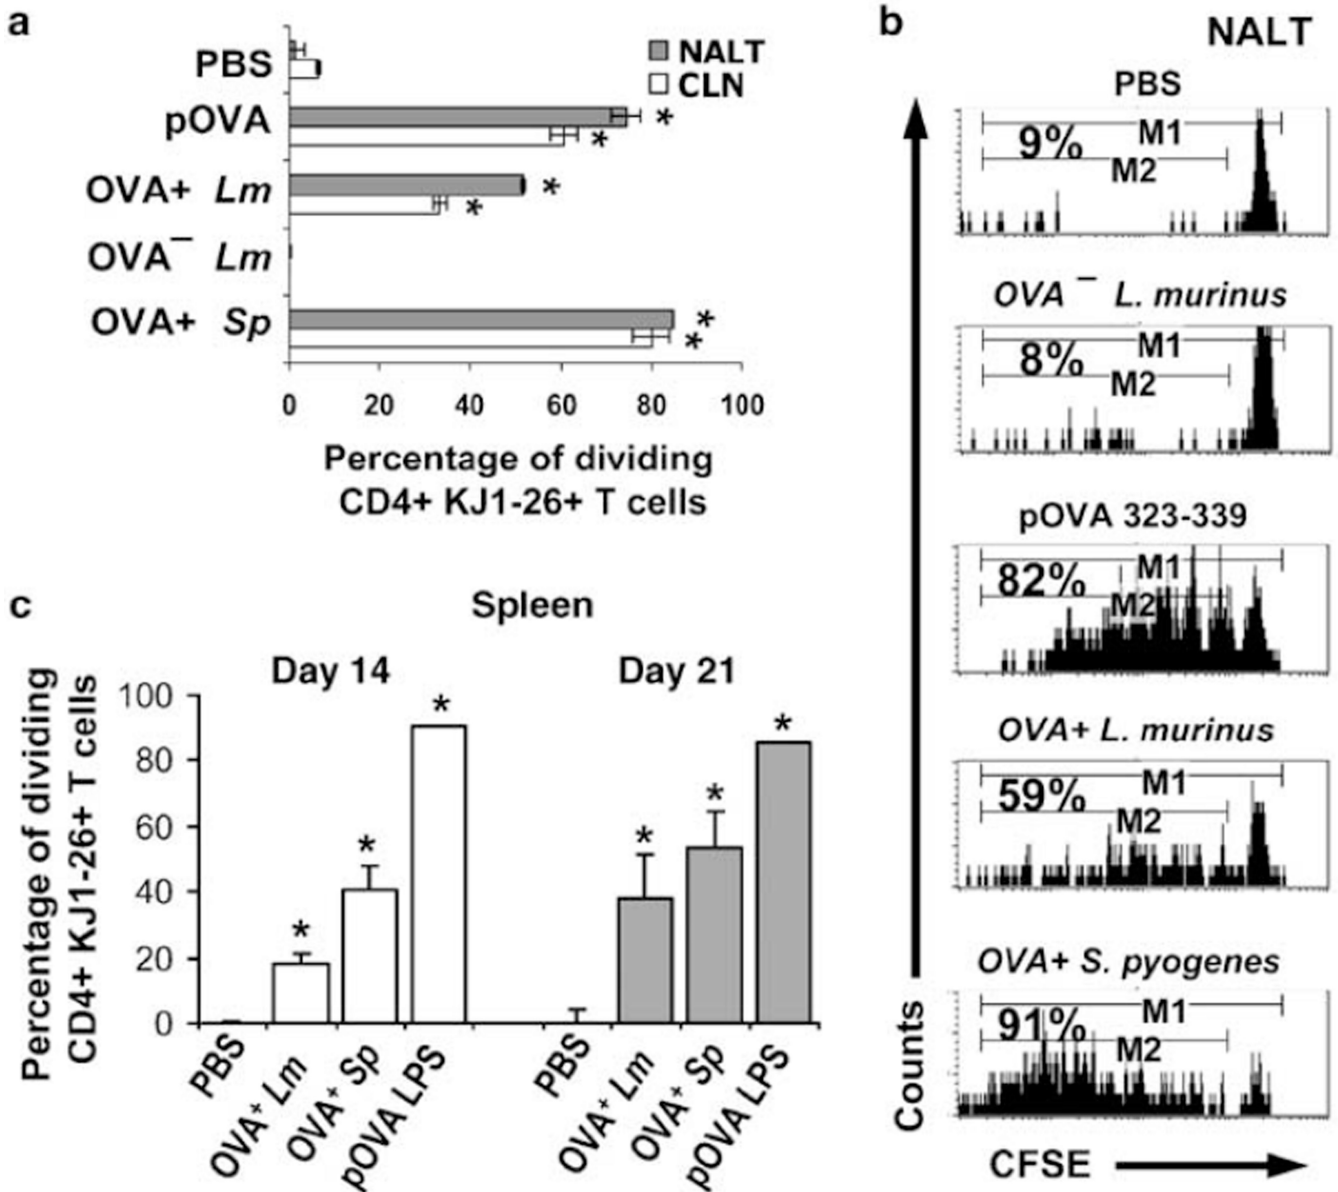 a
PBS
pOVA
OVA+ Lm
OVA⁻ Lm
OVA+ Sp
NALT
CLN
*
*
*
*
*
*
0 20 40 60 80 100
Percentage of dividing
CD4+ KJ1-26+ T cells
b
NALT
PBS
9% M1
M2
OVA⁻ L. murinus
8% M1
M2
pOVA 323-339
82% M1
M2
OVA+ L. murinus
59% M1
M2
OVA+ S. pyogenes
91% M1
M2
Counts
CFSE
c
Spleen
Day 14 Day 21
Percentage of dividing
CD4+ KJ1-26+ T cells
100
80
60
40
20
0
* * *
* * *
PBS
OVA⁺ Lm
OVA⁺ Sp
pOVA LPS
PBS
OVA⁺ Lm
OVA⁺ Sp
pOVA LPS